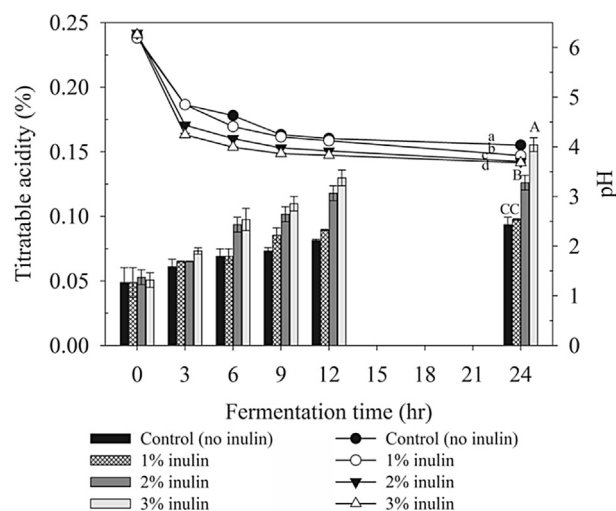 0.25
0.20
0.15
0.10
0.05
0.00
Titratable acidity (%)
6
5
4
3
2
1
0
pH
a
b
c
d
A
B
CC
0 3 6 9 12 15 18 21 24
Fermentation time (hr)
Control (no inulin) Control (no inulin)
1% inulin 1% inulin
2% inulin 2% inulin
3% inulin 3% inulin